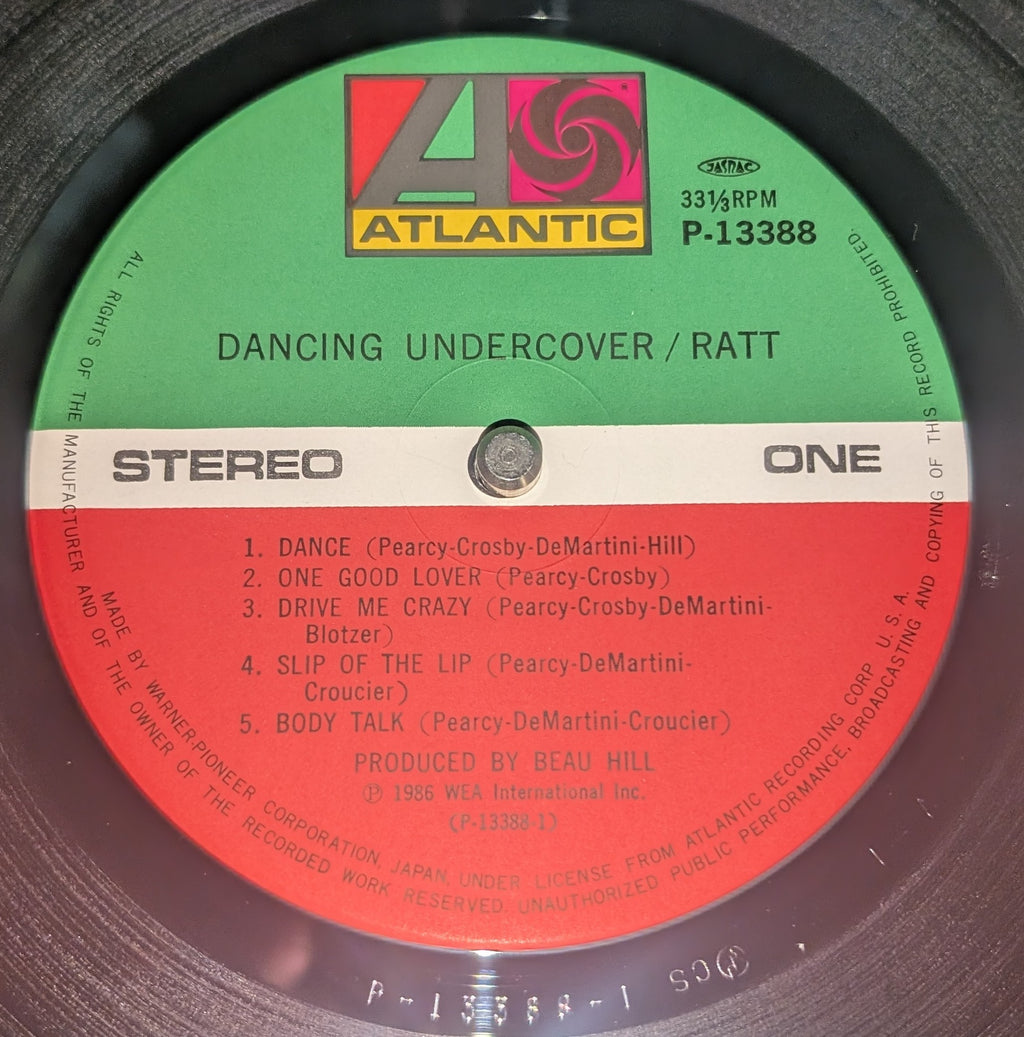 ATLANTIC
®
JASRAC
33⅓RPM
P-13388
DANCING UNDERCOVER / RATT
STEREO
ONE
1. DANCE (Pearcy-Crosby-DeMartini-Hill)
2. ONE GOOD LOVER (Pearcy-Crosby)
3. DRIVE ME CRAZY (Pearcy-Crosby-DeMartini-
Blotzer)
4. SLIP OF THE LIP (Pearcy-DeMartini-
Croucier)
5. BODY TALK (Pearcy-DeMartini-Croucier)
PRODUCED BY BEAU HILL
℗ 1986 WEA International Inc.
(P-13388-1)
MADE BY WARNER-PIONEER CORPORATION, JAPAN, UNDER LICENSE FROM ATLANTIC RECORDING CORP U. S. A.
ALL RIGHTS OF THE MANUFACTURER AND OF THE OWNER OF THE RECORDED WORK RESERVED. UNAUTHORIZED PUBLIC PERFORMANCE, BROADCASTING AND COPYING OF THIS RECORD PROHIBITED.
P-13388-1